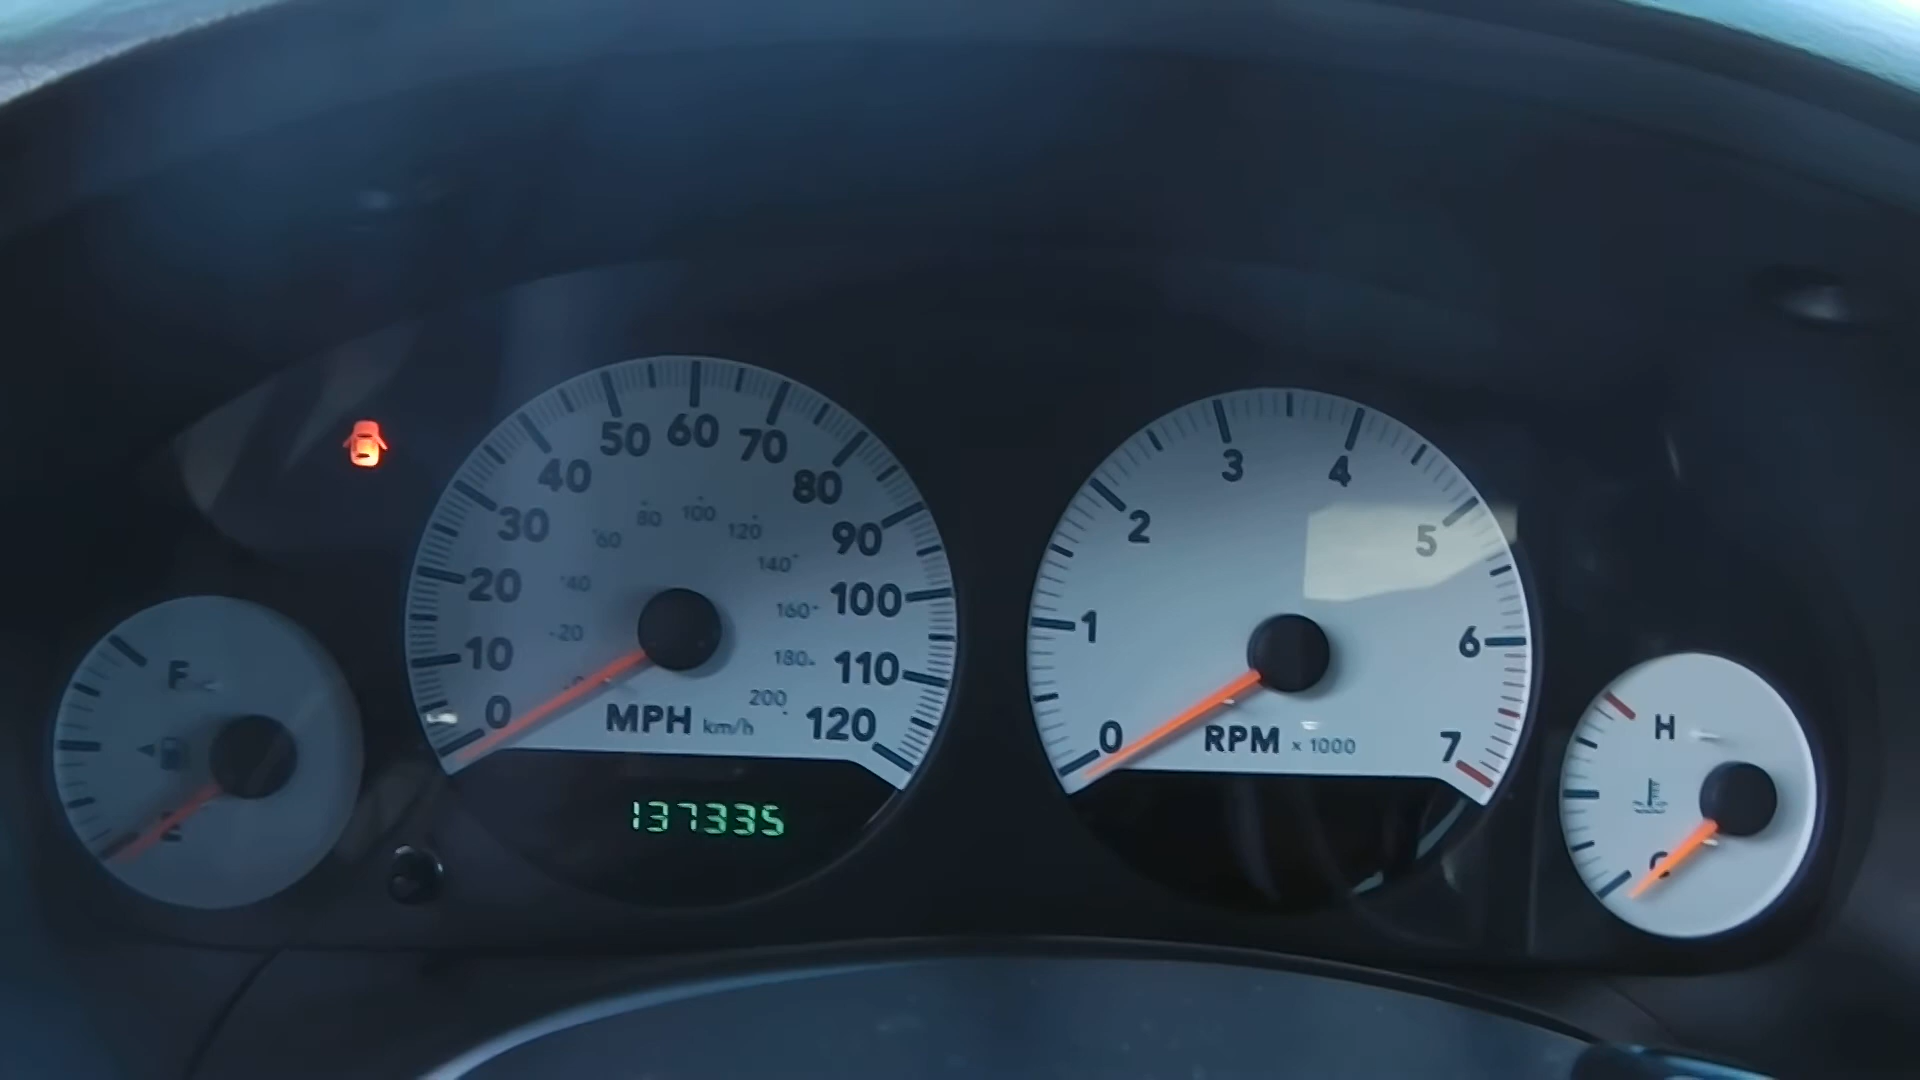 50 60 70
40 80
30 90
20 100
10 110
0 120
60 80 100 120
40 140
20 160
0 180
200
MPH km/h
137335
3 4
2 5
1 6
0 7
RPM x 1000
F
E
H
C